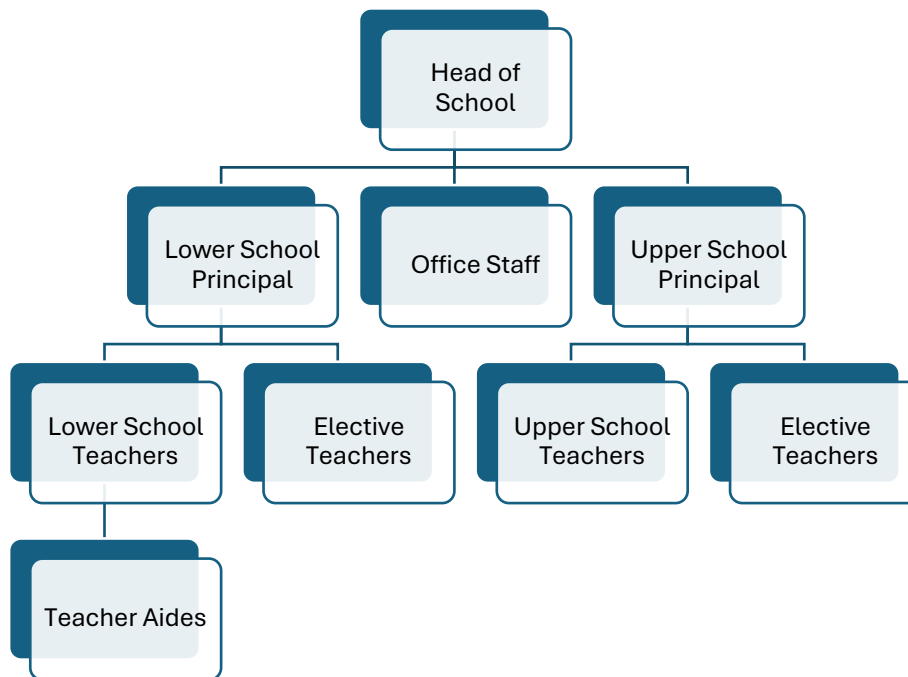 Head of
School
Lower School
Principal
Office Staff
Upper School
Principal
Lower School
Teachers
Elective
Teachers
Upper School
Teachers
Elective
Teachers
Teacher Aides